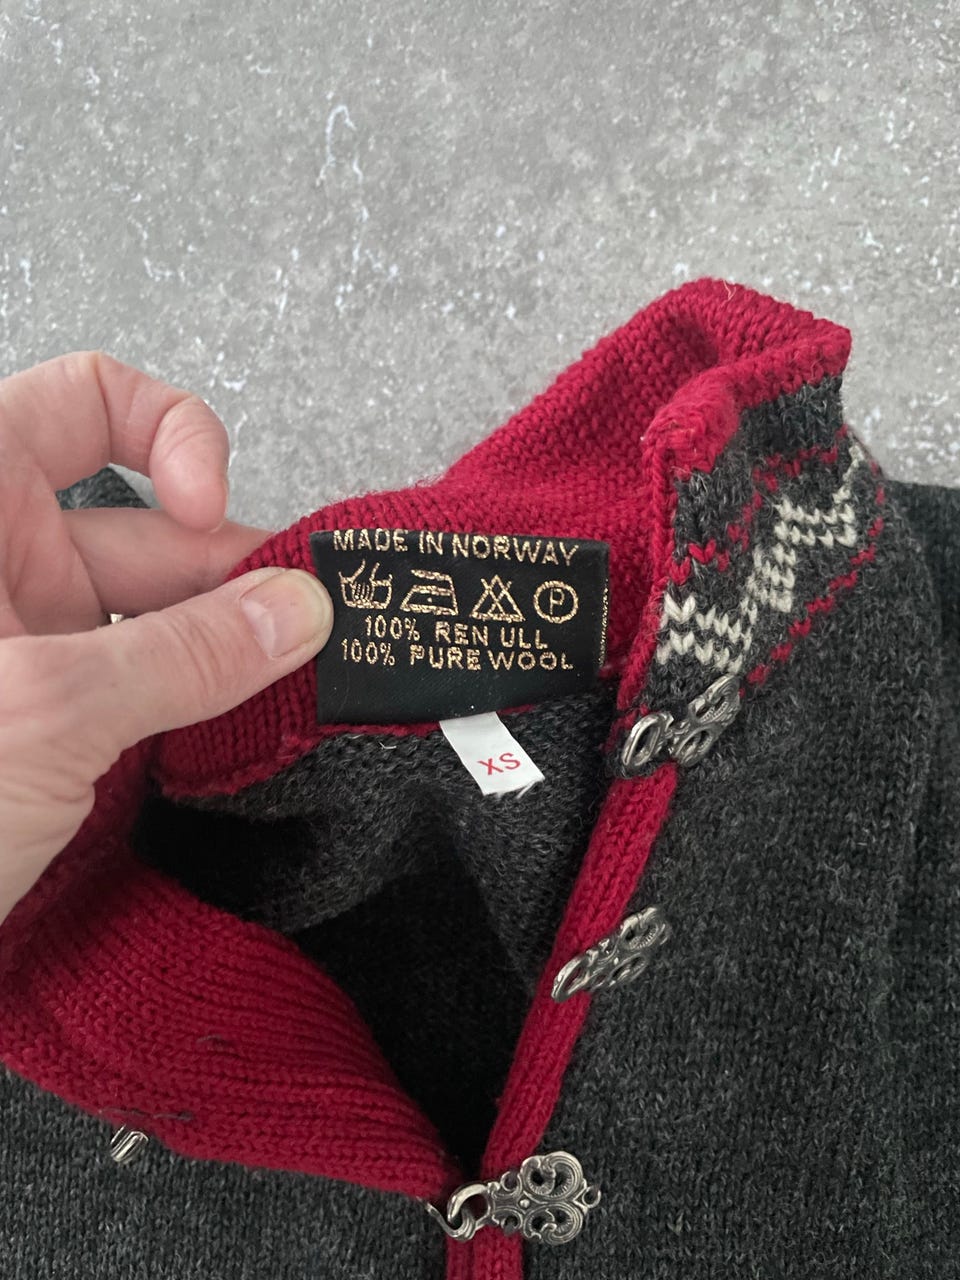 MADE IN NORWAY
P
100% REN ULL
100% PURE WOOL
XS